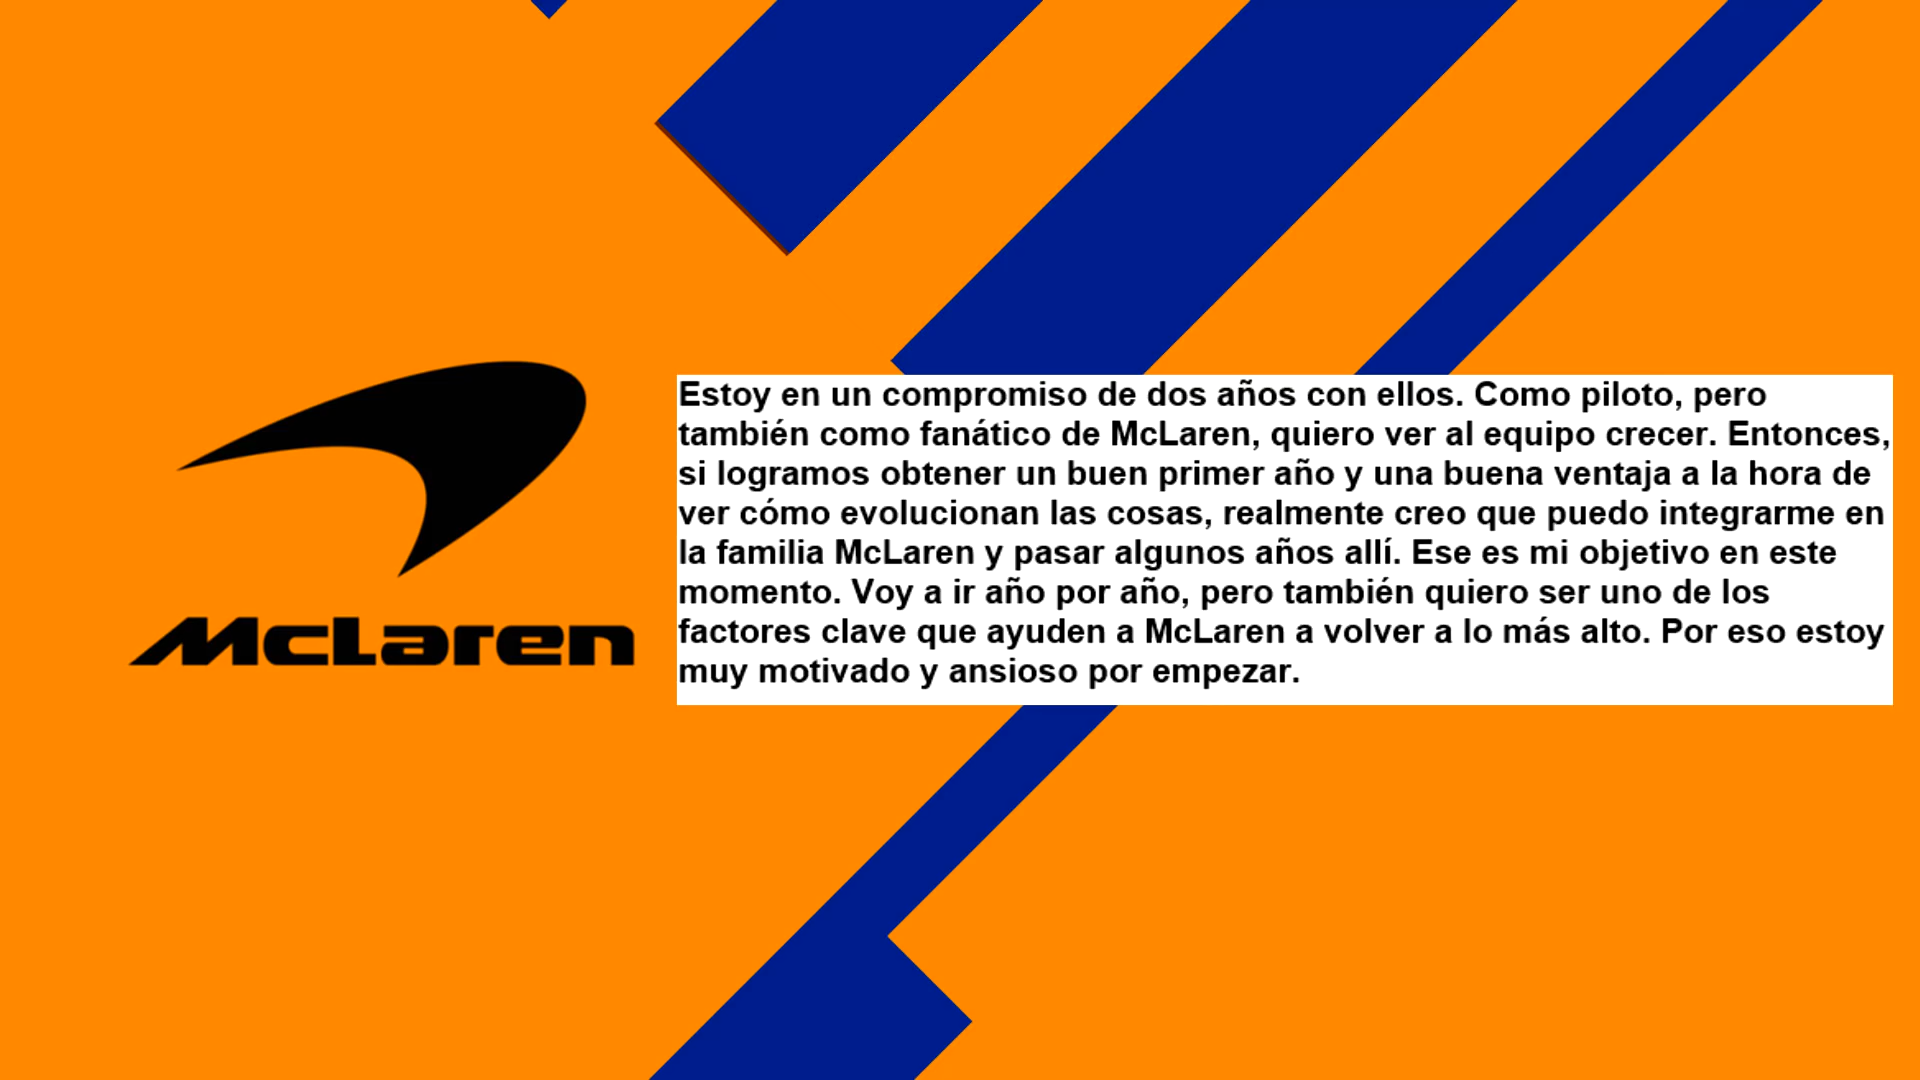 McLaren
Estoy en un compromiso de dos años con ellos. Como piloto, pero
también como fanático de McLaren, quiero ver al equipo crecer. Entonces,
si logramos obtener un buen primer año y una buena ventaja a la hora de
ver cómo evolucionan las cosas, realmente creo que puedo integrarme en
la familia McLaren y pasar algunos años allí. Ese es mi objetivo en este
momento. Voy a ir año por año, pero también quiero ser uno de los
factores clave que ayuden a McLaren a volver a lo más alto. Por eso estoy
muy motivado y ansioso por empezar.